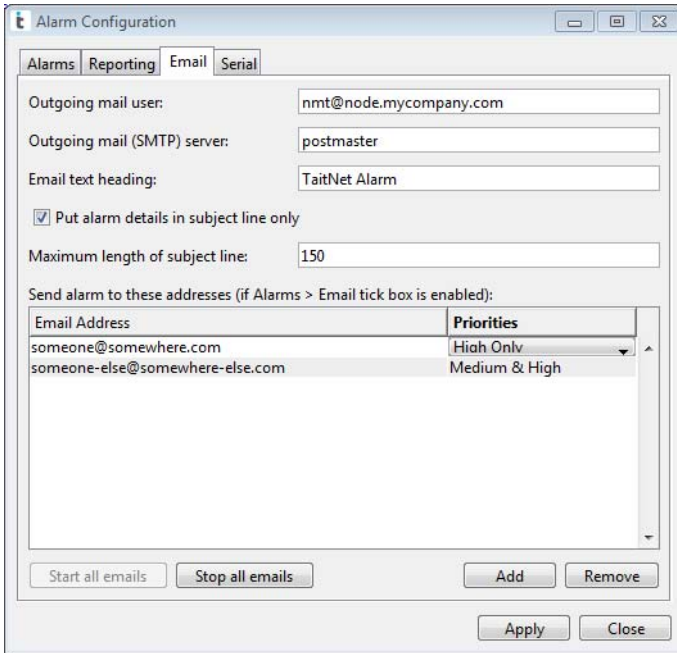 Alarm Configuration
Alarms Reporting Email Serial
Outgoing mail user: nmt@node.mycompany.com
Outgoing mail (SMTP) server: postmaster
Email text heading: TaitNet Alarm
Put alarm details in subject line only
Maximum length of subject line: 150
Send alarm to these addresses (if Alarms > Email tick box is enabled):
Email Address Priorities
someone@somewhere.com High Only
someone-else@somewhere-else.com Medium & High
Start all emails Stop all emails Add Remove
Apply Close